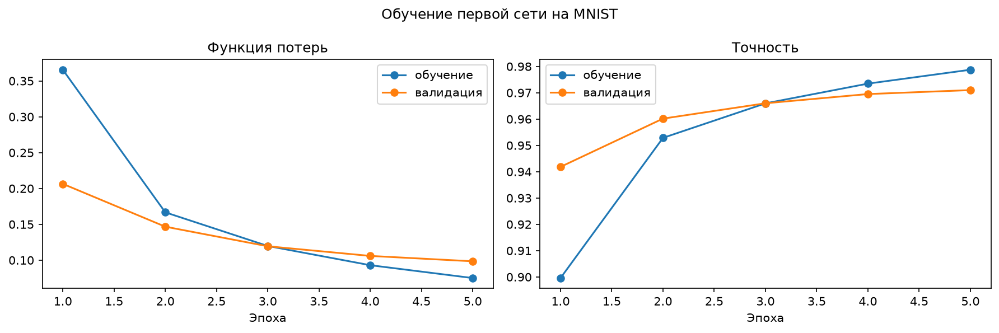 Обучение первой сети на MNIST
Функция потерь
обучение
валидация
0.35
0.30
0.25
0.20
0.15
0.10
1.0 1.5 2.0 2.5 3.0 3.5 4.0 4.5 5.0
Эпоха
Точность
обучение
валидация
0.98
0.97
0.96
0.95
0.94
0.93
0.92
0.91
0.90
1.0 1.5 2.0 2.5 3.0 3.5 4.0 4.5 5.0
Эпоха